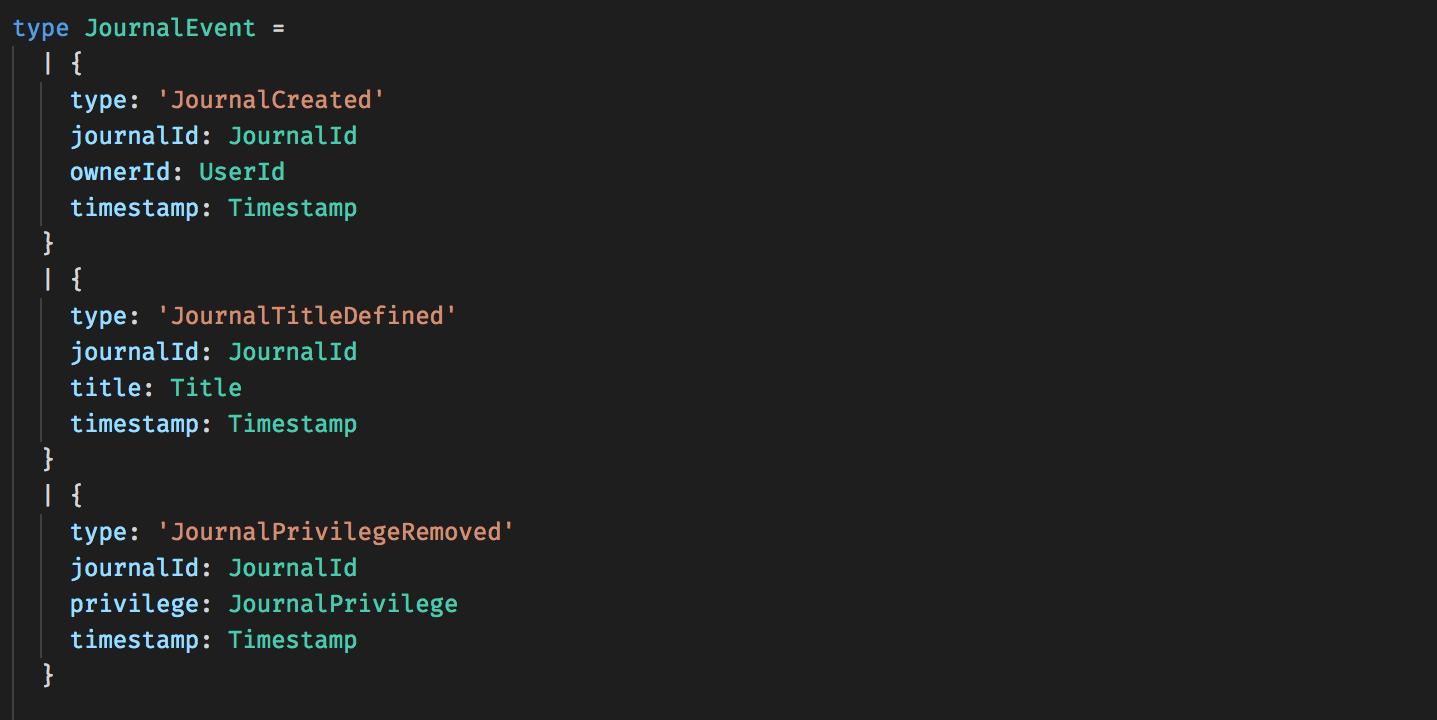 type JournalEvent =
  | {
    type: 'JournalCreated'
    journalId: JournalId
    ownerId: UserId
    timestamp: Timestamp
  }
  | {
    type: 'JournalTitleDefined'
    journalId: JournalId
    title: Title
    timestamp: Timestamp
  }
  | {
    type: 'JournalPrivilegeRemoved'
    journalId: JournalId
    privilege: JournalPrivilege
    timestamp: Timestamp
  }